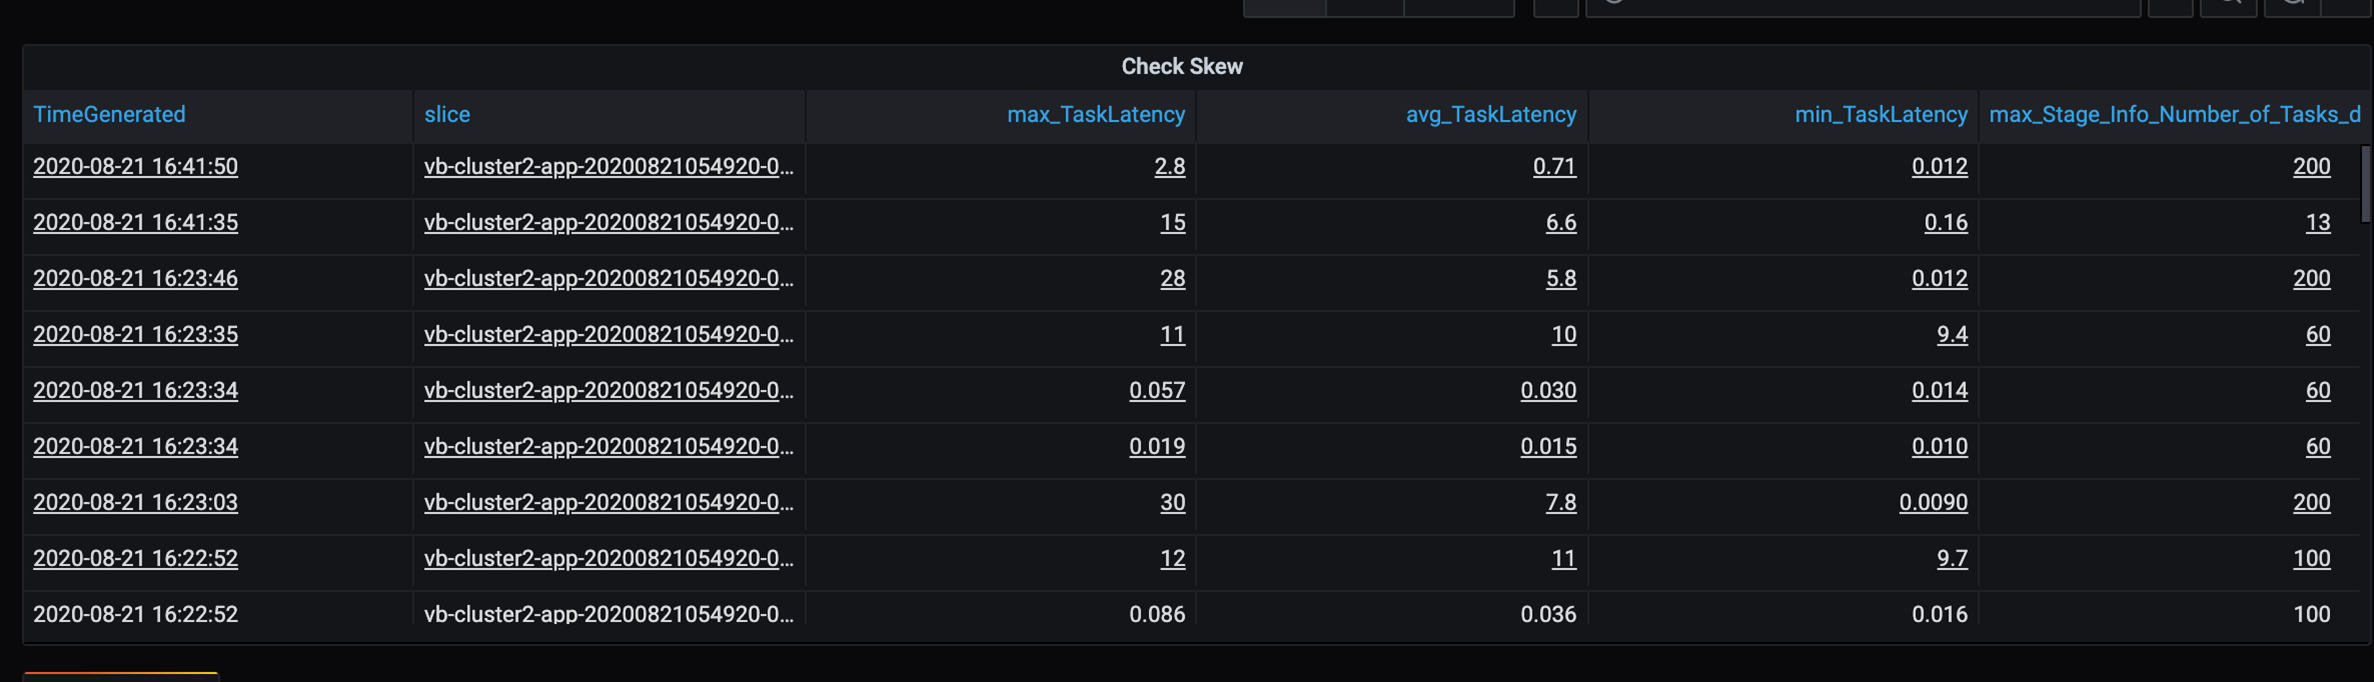 Check Skew
TimeGenerated slice max_TaskLatency avg_TaskLatency min_TaskLatency max_Stage_Info_Number_of_Tasks_d
2020-08-21 16:41:50 vb-cluster2-app-20200821054920-0... 2.8 0.71 0.012 200
2020-08-21 16:41:35 vb-cluster2-app-20200821054920-0... 15 6.6 0.16 13
2020-08-21 16:23:46 vb-cluster2-app-20200821054920-0... 28 5.8 0.012 200
2020-08-21 16:23:35 vb-cluster2-app-20200821054920-0... 11 10 9.4 60
2020-08-21 16:23:34 vb-cluster2-app-20200821054920-0... 0.057 0.030 0.014 60
2020-08-21 16:23:34 vb-cluster2-app-20200821054920-0... 0.019 0.015 0.010 60
2020-08-21 16:23:03 vb-cluster2-app-20200821054920-0... 30 7.8 0.0090 200
2020-08-21 16:22:52 vb-cluster2-app-20200821054920-0... 12 11 9.7 100
2020-08-21 16:22:52 vb-cluster2-app-20200821054920-0... 0.086 0.036 0.016 100